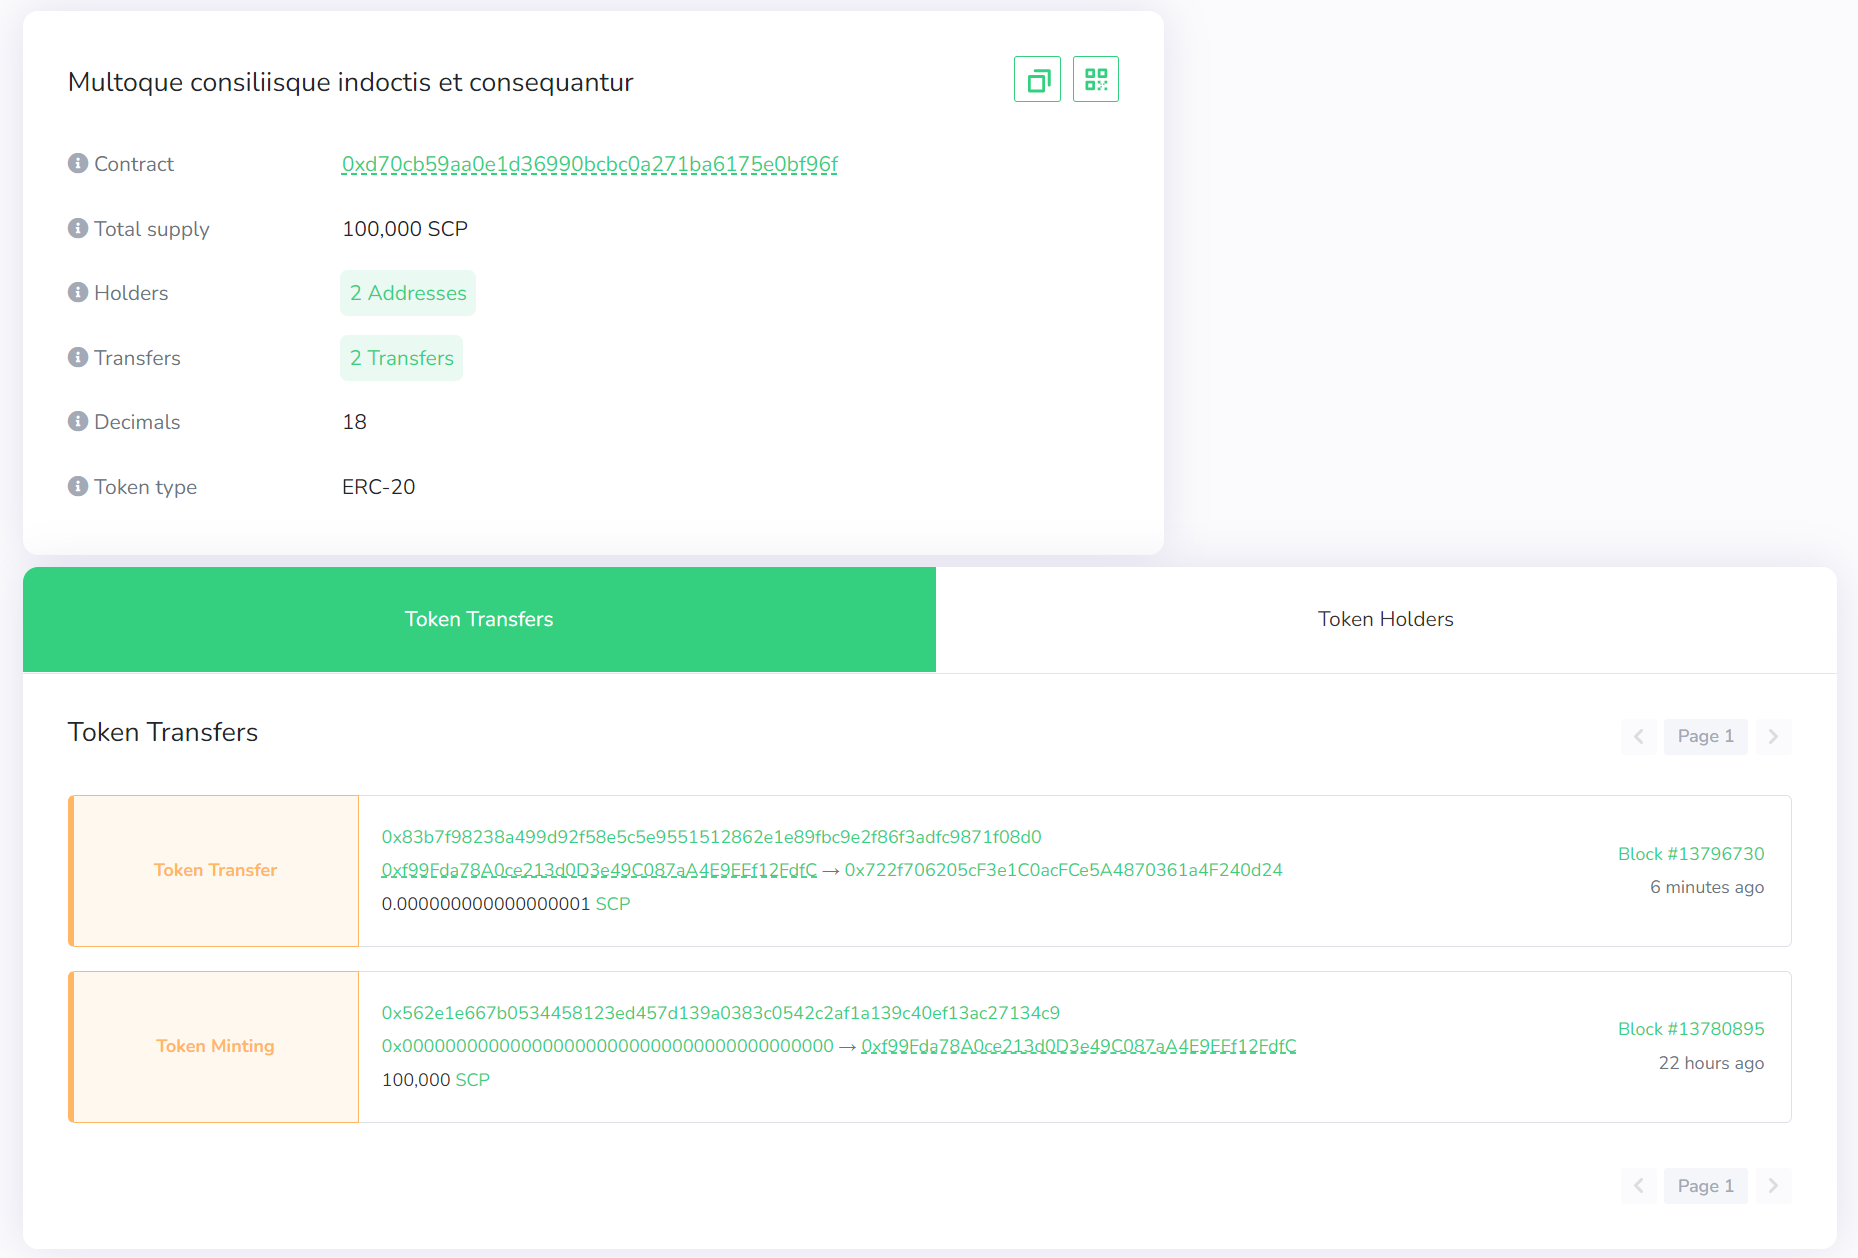 Multoque consiliisque indoctis et consequantur
Contract 0xd70cb59aa0e1d36990bcbc0a271ba6175e0bf96f
Total supply 100,000 SCP
Holders 2 Addresses
Transfers 2 Transfers
Decimals 18
Token type ERC-20
Token Transfers Token Holders
Token Transfers Page 1
0x83b7f98238a499d92f58e5c5e9551512862e1e89fbc9e2f86f3adfc9871f08d0
Block #13796730
Token Transfer 0xf99Fda78A0ce213d0D3e49C087aA4E9EEf12FdfC → 0x722f706205cF3e1C0acFCe5A4870361a4F240d24
6 minutes ago
0.000000000000000001 SCP
0x562e1e667b0534458123ed457d139a0383c0542c2af1a139c40ef13ac27134c9
Block #13780895
Token Minting 0x0000000000000000000000000000000000000000 → 0xf99Fda78A0ce213d0D3e49C087aA4E9EEf12FdfC
22 hours ago
100,000 SCP
Page 1